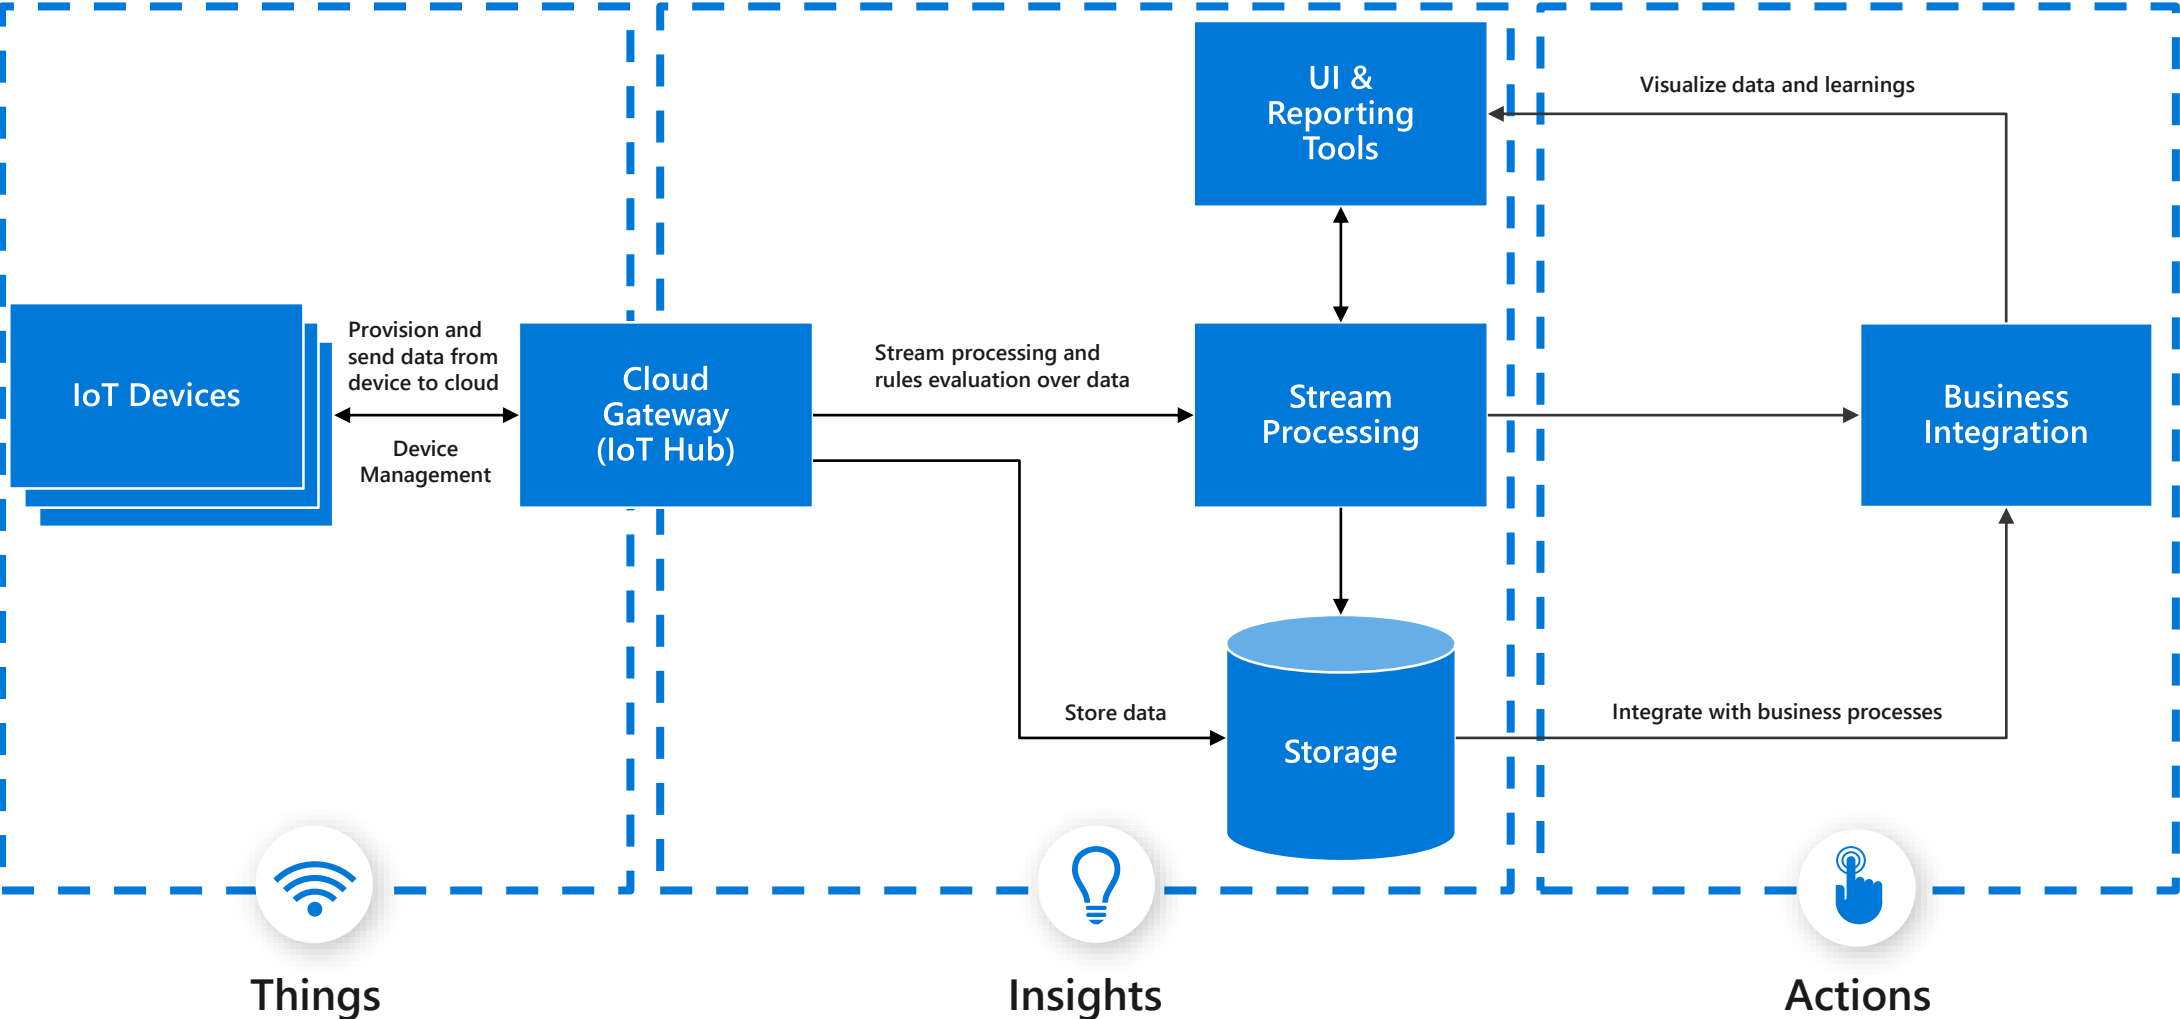 UI &
Reporting
Tools
Visualize data and learnings
IoT Devices
Provision and
send data from
device to cloud
Device
Management
Cloud
Gateway
(IoT Hub)
Stream processing and
rules evaluation over data
Stream
Processing
Business
Integration
Store data
Storage
Integrate with business processes
Things
Insights
Actions